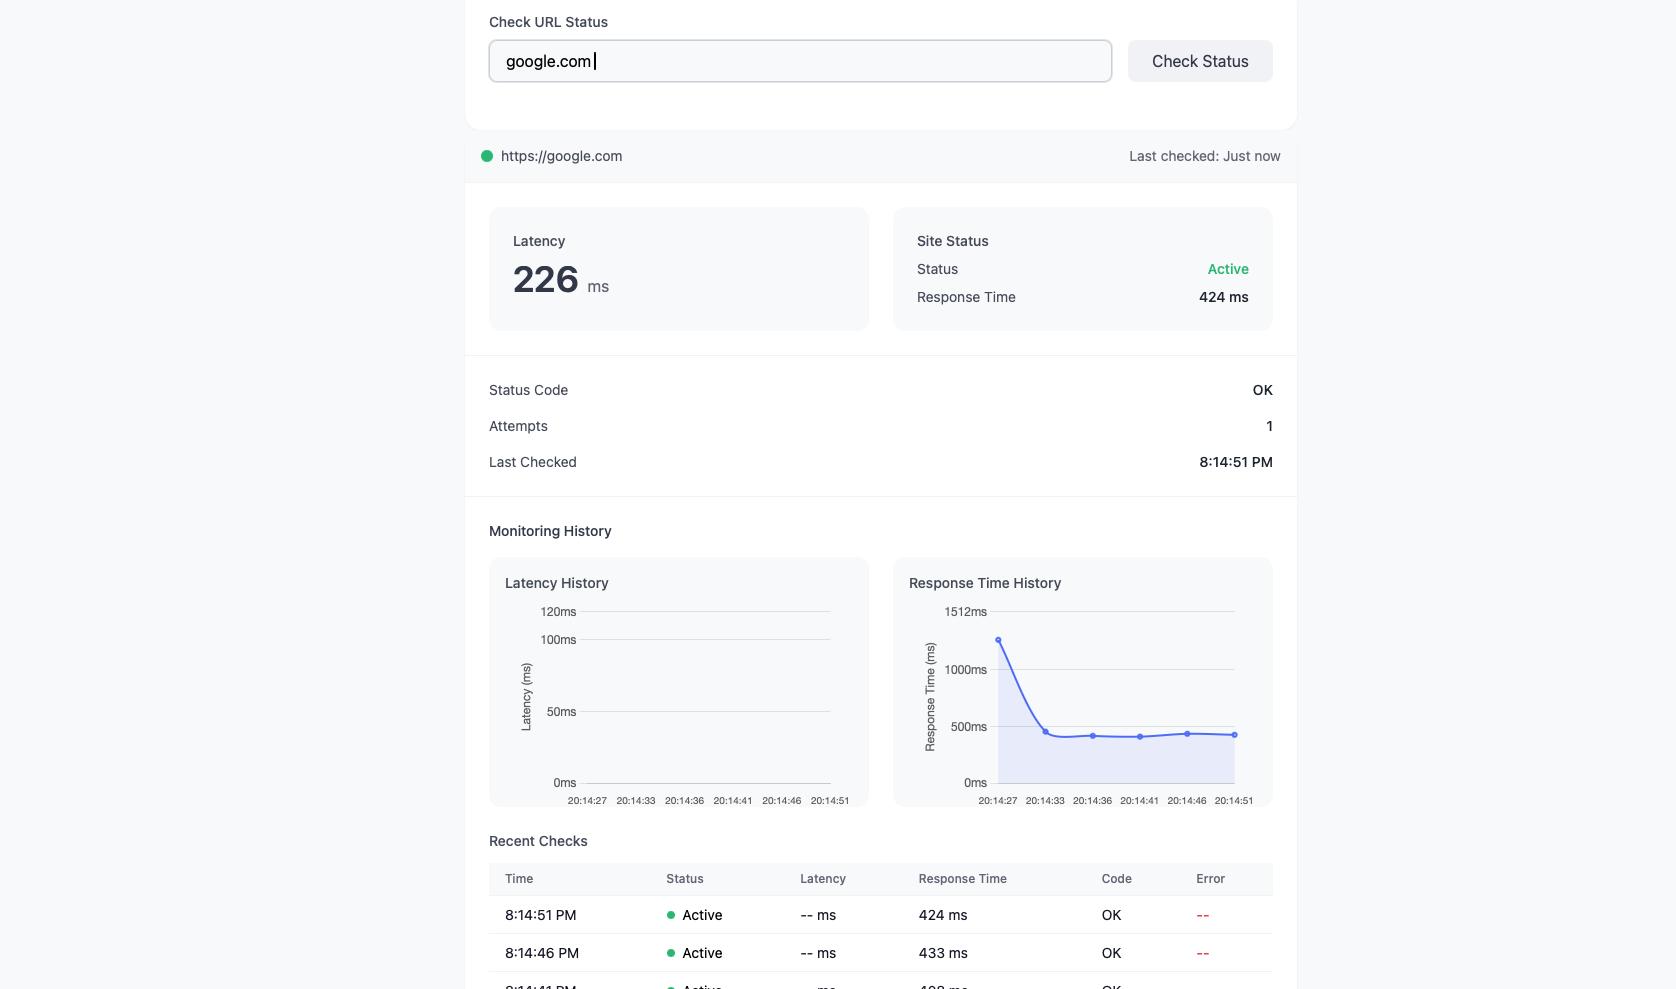 Check URL Status
google.com
Check Status
https://google.com
Last checked: Just now
Latency
226 ms
Site Status
Status Active
Response Time 424 ms
Status Code OK
Attempts 1
Last Checked 8:14:51 PM
Monitoring History
Latency History
120ms
100ms
50ms
0ms
Latency (ms)
20:14:27 20:14:33 20:14:36 20:14:41 20:14:46 20:14:51
Response Time History
1512ms
1000ms
500ms
0ms
Response Time (ms)
20:14:27 20:14:33 20:14:36 20:14:41 20:14:46 20:14:51
Recent Checks
Time Status Latency Response Time Code Error
8:14:51 PM Active -- ms 424 ms OK --
8:14:46 PM Active -- ms 433 ms OK --